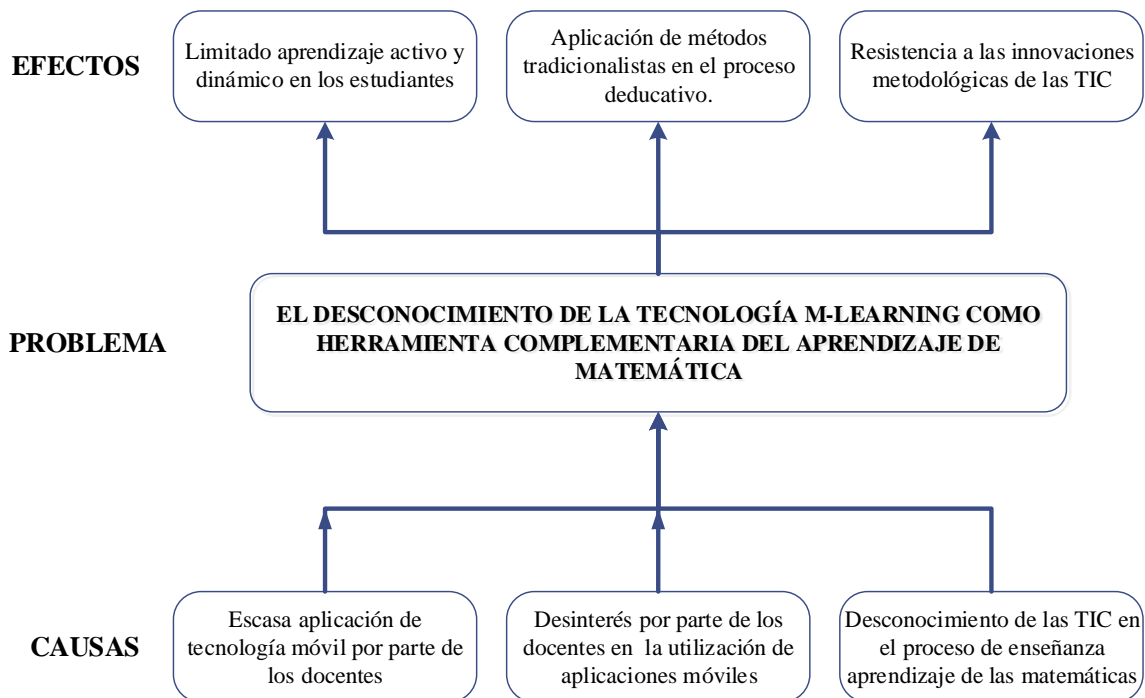 EFECTOS
Limitado aprendizaje activo y
dinámico en los estudiantes
Aplicación de métodos
tradicionalistas en el proceso
deducativo.
Resistencia a las innovaciones
metodológicas de las TIC
PROBLEMA
EL DESCONOCIMIENTO DE LA TECNOLOGÍA M-LEARNING COMO
HERRAMIENTA COMPLEMENTARIA DEL APRENDIZAJE DE
MATEMÁTICA
CAUSAS
Escasa aplicación de
tecnología móvil por parte de
los docentes
Desinterés por parte de los
docentes en la utilización de
aplicaciones móviles
Desconocimiento de las TIC en
el proceso de enseñanza
aprendizaje de las matemáticas